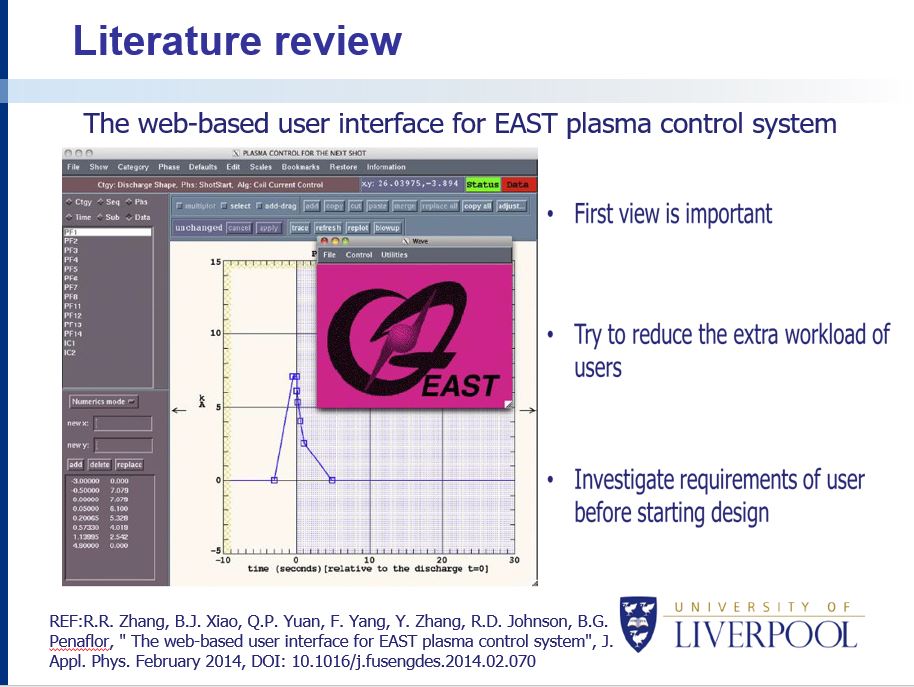 Literature review
The web-based user interface for EAST plasma control system
PLASMA CONTROL FOR THE NEXT SHOT
File Show Category Phase Defaults Edit Scales Bookmarks Restore Information
Ctgy: Discharge Shape, Phs: ShotStart, Alg: Coil Current Control
xy: 26.03975,-3.894
Status
Data
Ctgy Seq Phs
Time Sub Data
multiplot select add-drag add copy cut paste merge replace all copy all adjust...
unchanged cancel apply trace refresh replot blowup
PF1
PF2
PF3
PF4
PF5
PF6
PF7
PF8
PF11
PF12
PF13
PF14
IC1
IC2
Numerics mode
new x:
new y:
add delete replace
-3.00000 0.000
-0.50000 7.079
0.00000 7.079
0.05000 6.100
0.20065 5.328
0.57330 4.019
1.13995 2.542
4.90000 0.000
Wave
File Control Utilities
EAST
15
10
5
0
-5
-10 0 10 20 30
time (seconds)[relative to the discharge t=0]
• First view is important
• Try to reduce the extra workload of
users
• Investigate requirements of user
before starting design
REF:R.R. Zhang, B.J. Xiao, Q.P. Yuan, F. Yang, Y. Zhang, R.D. Johnson, B.G.
Penaflor, " The web-based user interface for EAST plasma control system", J.
Appl. Phys. February 2014, DOI: 10.1016/j.fusengdes.2014.02.070
UNIVERSITY OF
LIVERPOOL